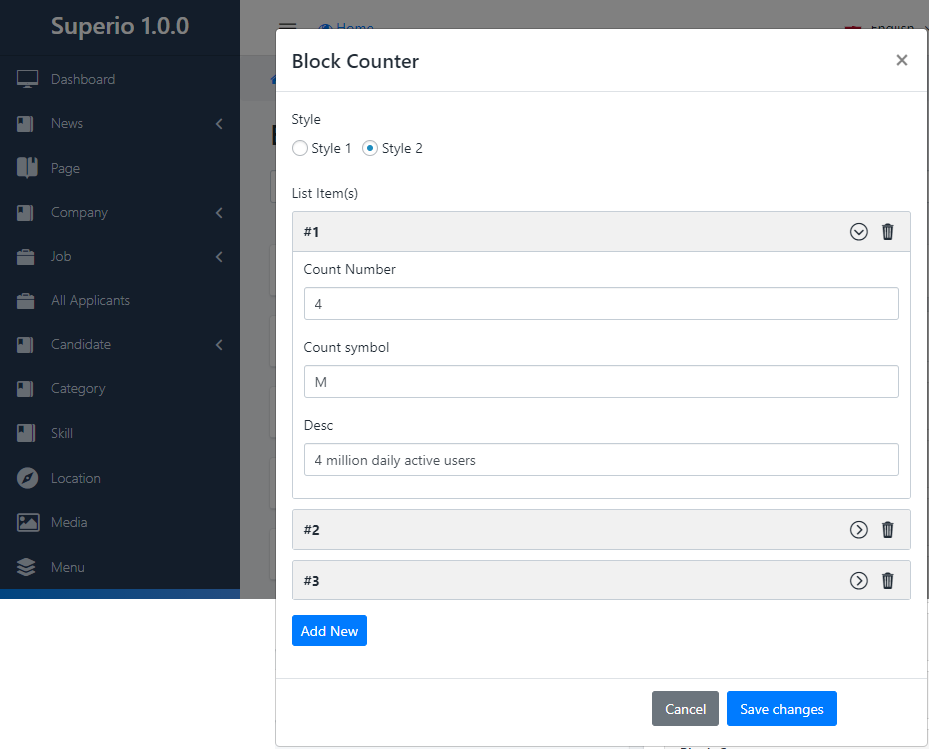 Superio 1.0.0
Home
English
Dashboard
News
Page
Company
Job
All Applicants
Candidate
Category
Skill
Location
Media
Menu
Block Counter
×
Style
Style 1 Style 2
List Item(s)
#1
Count Number
4
Count symbol
M
Desc
4 million daily active users
#2
#3
Add New
Cancel Save changes